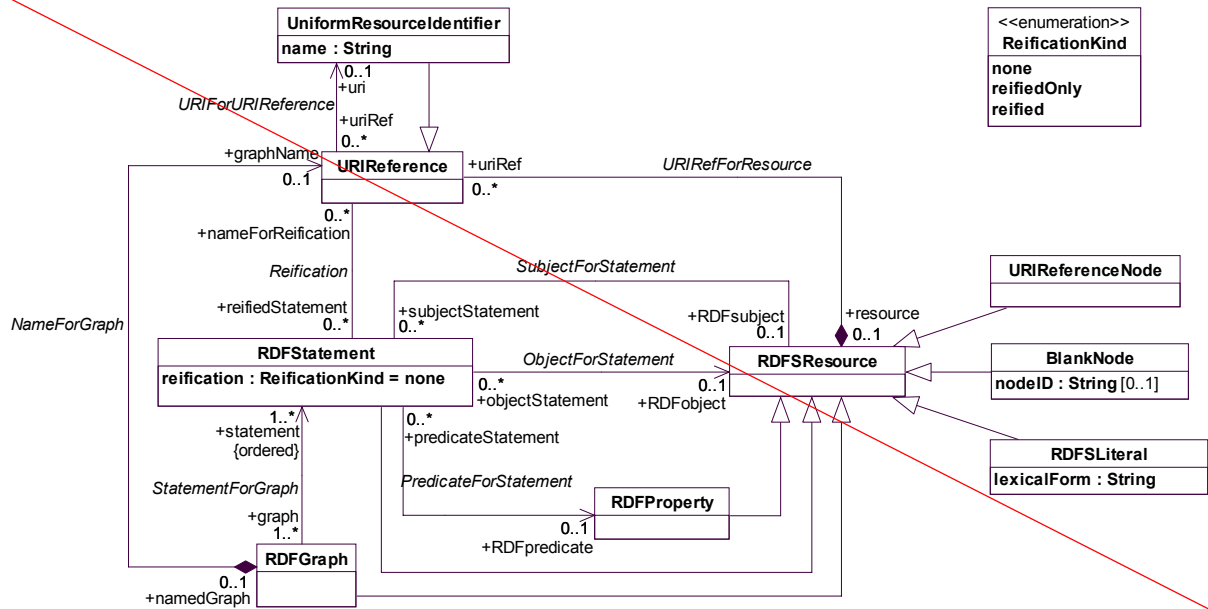 UniformResourceIdentifier
name : String
<<enumeration>>
ReificationKind
none
reifiedOnly
reified
0..1
+uri
URIForURIReference
+uriRef
0..*
+graphName
0..1
URIReference
+uriRef
0..*
URIRefForResource
0..*
+nameForReification
Reification
+reifiedStatement
0..*
NameForGraph
SubjectForStatement
+subjectStatement
0..*
+RDFsubject
0..1
+resource
0..1
URIReferenceNode
RDFStatement
reification : ReificationKind = none
ObjectForStatement
0..*
+objectStatement
0..1
+RDFobject
RDFSResource
BlankNode
nodeID : String [0..1]
1..*
+statement
{ordered}
0..*
+predicateStatement
RDFSLiteral
lexicalForm : String
StatementForGraph
PredicateForStatement
RDFProperty
+graph
1..*
0..1
+RDFpredicate
RDFGraph
0..1
+namedGraph